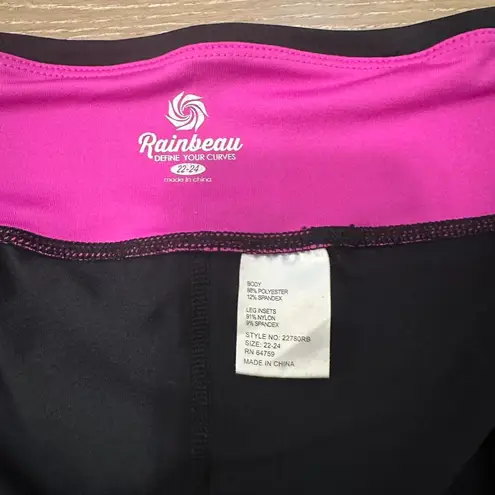 Rainbeau
DEFINE YOUR CURVES
22-24
made in china
BODY
88% POLYESTER
12% SPANDEX
LEG INSETS
91% NYLON
9% SPANDEX
STYLE NO: 22780RB
SIZE: 22-24
RN 64759
MADE IN CHINA